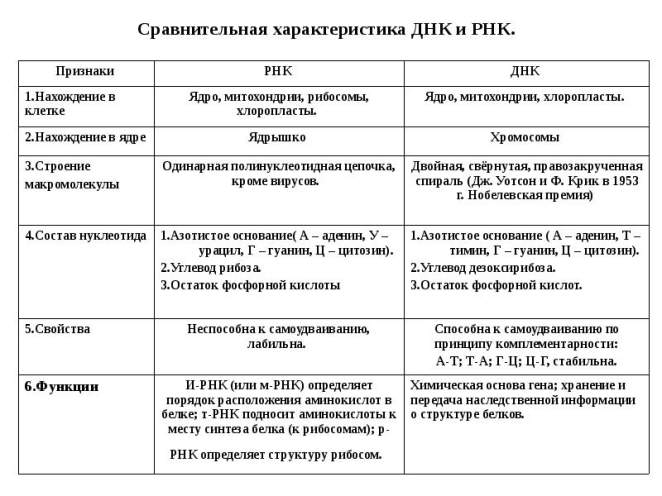 Сравнительная характеристика ДНК и РНК.
Признаки
РНК
ДНК
1.Нахождение в
клетке
Ядро, митохондрии, рибосомы,
хлоропласты.
Ядро, митохондрии, хлоропласты.
2.Нахождение в ядре
Ядрышко
Хромосомы
3.Строение
макромолекулы
Одинарная полинуклеотидная цепочка,
кроме вирусов.
Двойная, свёрнутая, правозакрученная
спираль (Дж. Уотсон и Ф. Крик в 1953
г. Нобелевская премия)
4.Состав нуклеотида
1.Азотистое основание( А – аденин, У –
урацил, Г – гуанин, Ц – цитозин).
2.Углевод рибоза.
3.Остаток фосфорной кислоты
1.Азотистое основание ( А – аденин, Т –
тимин, Г – гуанин, Ц – цитозин).
2.Углевод дезоксирибоза.
3.Остаток фосфорной кислот.
5.Свойства
Неспособна к самоудваиванию,
лабильна.
Способна к самоудваиванию по
принципу комплементарности:
А-Т; Т-А; Г-Ц; Ц-Г, стабильна.
6.Функции
И-РНК (или м-РНК) определяет
порядок расположения аминокислот в
белке; т-РНК подносит аминокислоты к
месту синтеза белка (к рибосомам); р-
РНК определяет структуру рибосом.
Химическая основа гена; хранение и
передача наследственной информации
о структуре белков.